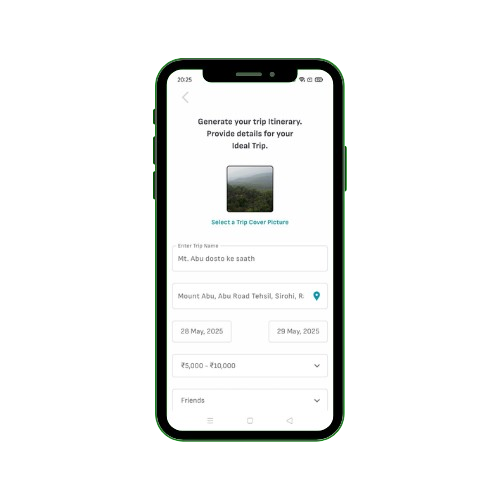 20:25
Generate your trip Itinerary.
Provide details for your
Ideal Trip.
Select a Trip Cover Picture
Enter Trip Name
Mt. Abu dosto ke saath
Mount Abu, Abu Road Tehsil, Sirohi, R
28 May, 2025
29 May, 2025
₹5,000 - ₹10,000
Friends